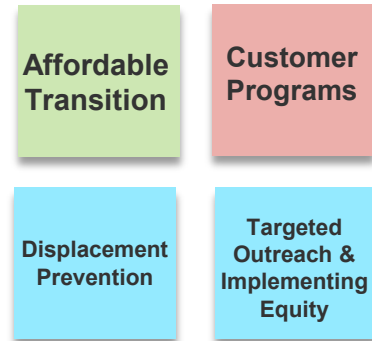 Affordable
Transition
Customer
Programs
Displacement
Prevention
Targeted
Outreach &
Implementing
Equity